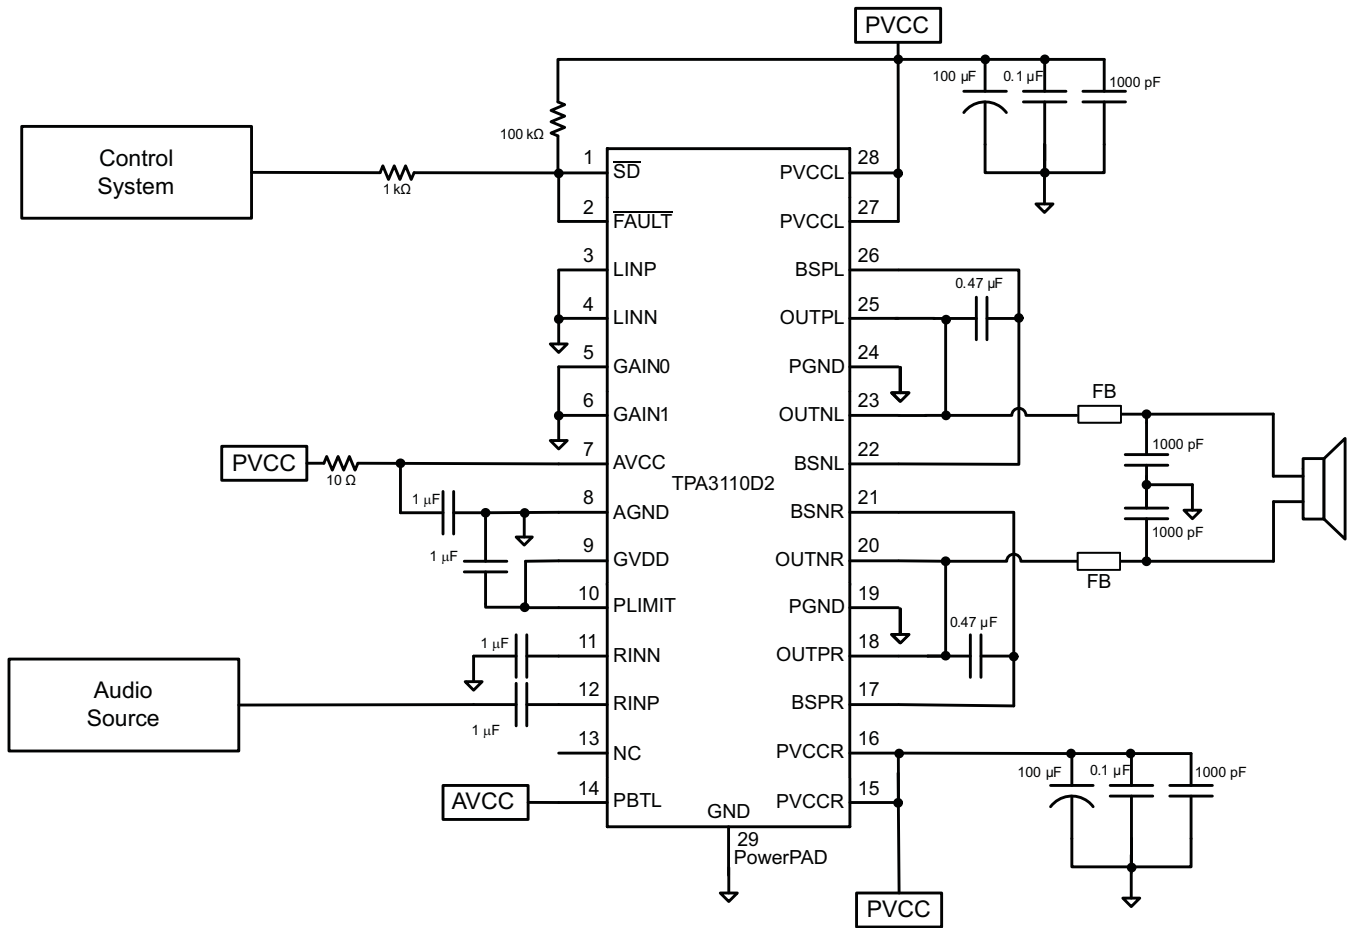 PVCC
100 µF
0.1 µF
1000 pF
100 kΩ
Control
System
1 kΩ
1
SD
2
FAULT
3
LINP
4
LINN
5
GAIN0
6
GAIN1
7
AVCC
8
AGND
9
GVDD
10
PLIMIT
11
RINN
12
RINP
13
NC
14
PBTL
28
PVCCL
27
PVCCL
26
BSPL
25
OUTPL
24
PGND
23
OUTNL
22
BSNL
21
BSNR
20
OUTNR
19
PGND
18
OUTPR
17
BSPR
16
PVCCR
15
PVCCR
TPA3110D2
GND
29
PowerPAD
PVCC
10 Ω
1 µF
1 µF
1 µF
1 µF
Audio
Source
AVCC
0.47 µF
FB
1000 pF
1000 pF
FB
0.47 µF
100 µF
0.1 µF
1000 pF
PVCC